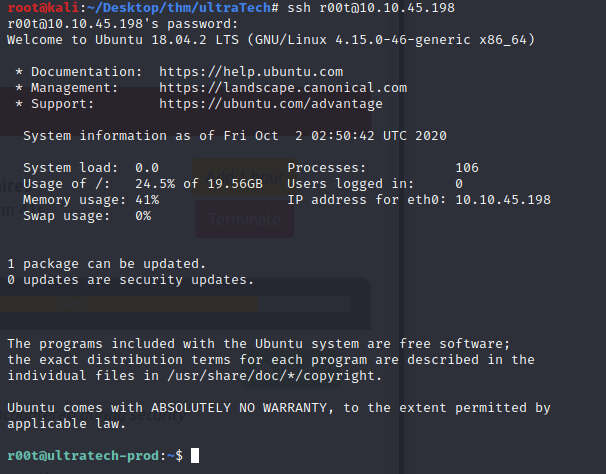 root@kali:~/Desktop/thm/ultraTech# ssh r00t@10.10.45.198
r00t@10.10.45.198's password:
Welcome to Ubuntu 18.04.2 LTS (GNU/Linux 4.15.0-46-generic x86_64)
* Documentation:  https://help.ubuntu.com
* Management:     https://landscape.canonical.com
* Support:        https://ubuntu.com/advantage
System information as of Fri Oct  2 02:50:42 UTC 2020
System load:  0.0                Processes:           106
Usage of /:   24.5% of 19.56GB   Users logged in:     0
Memory usage: 41%                IP address for eth0: 10.10.45.198
Swap usage:   0%
Terminate
1 package can be updated.
0 updates are security updates.
The programs included with the Ubuntu system are free software;
the exact distribution terms for each program are described in the
individual files in /usr/share/doc/*/copyright.
Ubuntu comes with ABSOLUTELY NO WARRANTY, to the extent permitted by
applicable law.
r00t@ultratech-prod:~$